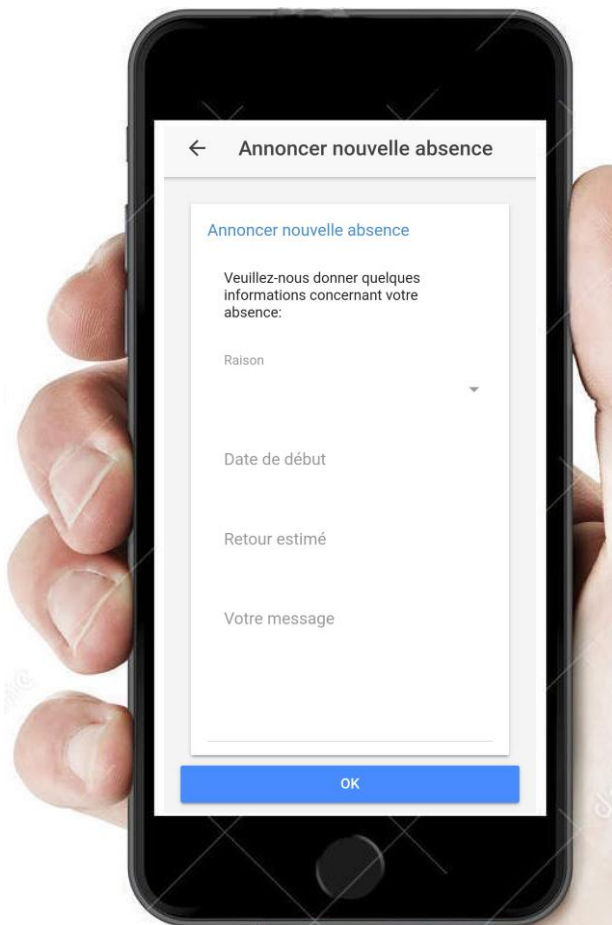 Annoncer nouvelle absence
Annoncer nouvelle absence
Veuillez-nous donner quelques
informations concernant votre
absence:
Raison
Date de début
Retour estimé
Votre message
OK